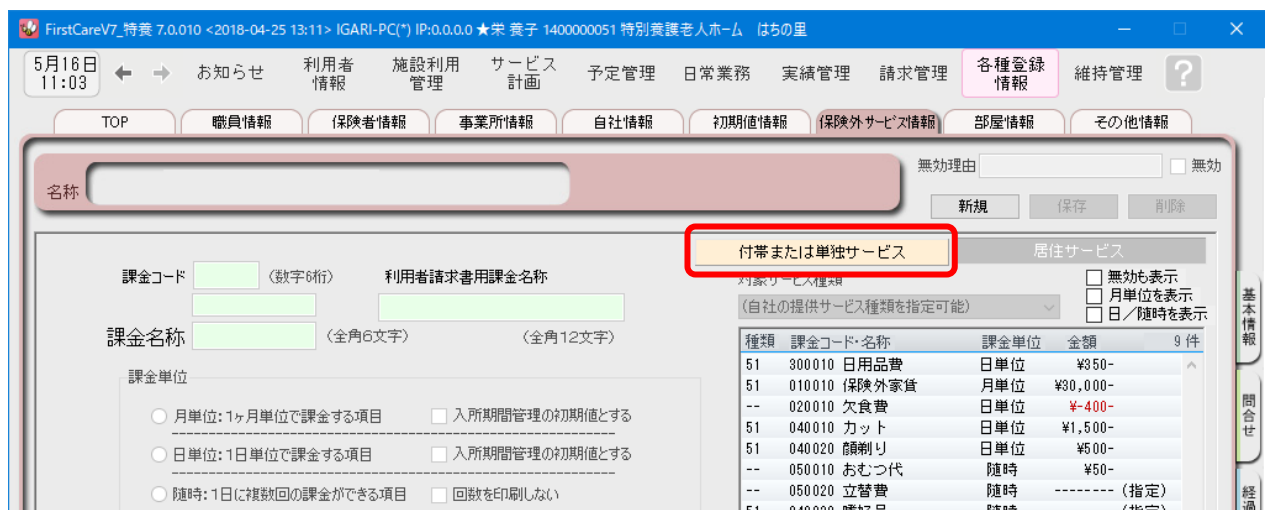 FirstCareV7_特養 7.0.010 <2018-04-25 13:11> IGARI-PC(*) IP:0.0.0.0 ★栄 養子 1400000051 特別養護老人ホーム はちの里
5月16日
11:03
お知らせ
利用者
情報
施設利用
管理
サービス
計画
予定管理
日常業務
実績管理
請求管理
各種登録
情報
維持管理
?
TOP
職員情報
保険者情報
事業所情報
自社情報
初期値情報
保険外サービス情報
部屋情報
その他情報
名称
無効理由
無効
新規
保存
削除
付帯または単独サービス
居住サービス
課金コード
(数字6桁)
利用者請求書用課金名称
課金名称
(全角6文字)
(全角12文字)
対象サービス種類
(自社の提供サービス種類を指定可能)
無効も表示
月単位を表示
日/随時を表示
課金単位
月単位:1ヶ月単位で課金する項目
入所期間管理の初期値とする
日単位:1日単位で課金する項目
入所期間管理の初期値とする
随時:1日に複数回の課金ができる項目
回数を印刷しない
種類 課金コード・名称 課金単位 金額 9 件
51 300010 日用品費 日単位 ¥350-
51 010010 保険外家賃 月単位 ¥30,000-
-- 020010 欠食費 日単位 ¥-400-
51 040010 カット 日単位 ¥1,500-
51 040020 顔剃り 日単位 ¥500-
-- 050010 おむつ代 随時 ¥50-
-- 050020 立替費 随時 -------- (指定)
基本情報
問合せ
経過